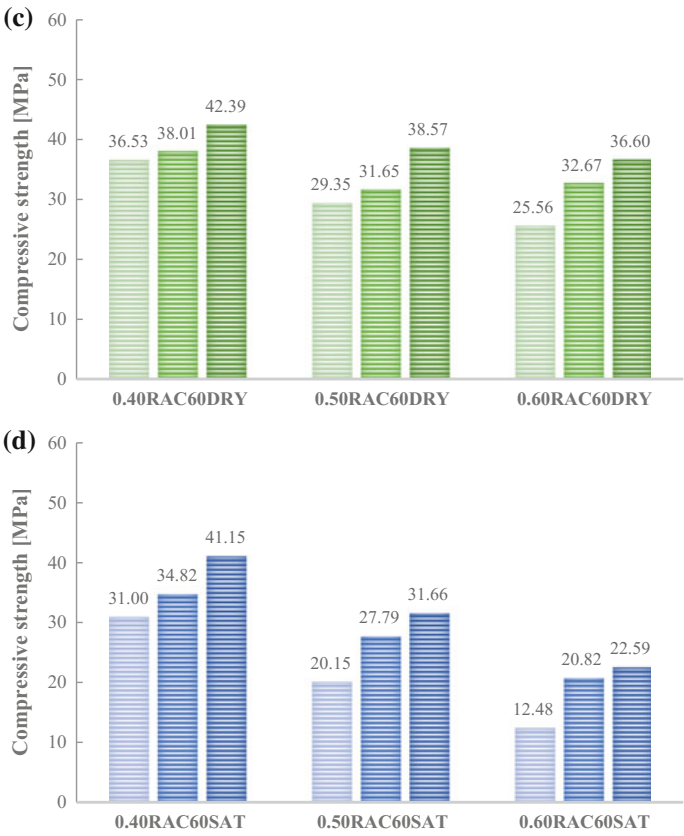 (c)
Compressive strength [MPa]
60
50
40
30
20
10
0
36.53 38.01 42.39
29.35 31.65 38.57
25.56 32.67 36.60
0.40RAC60DRY 0.50RAC60DRY 0.60RAC60DRY
(d)
Compressive strength [MPa]
60
50
40
30
20
10
0
31.00 34.82 41.15
20.15 27.79 31.66
12.48 20.82 22.59
0.40RAC60SAT 0.50RAC60SAT 0.60RAC60SAT